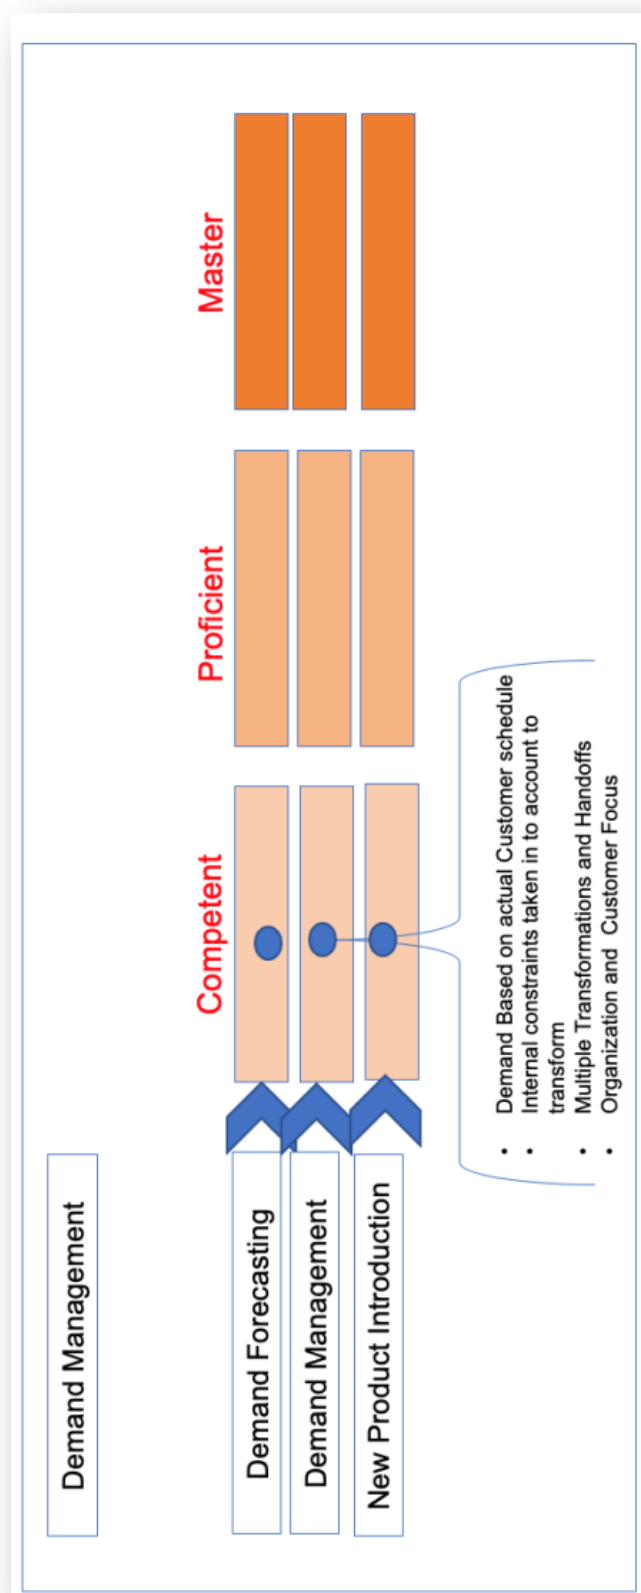 Demand Management
Competent
Proficient
Master
Demand Forecasting
Demand Management
New Product Introduction
• Demand Based on actual Customer schedule
• Internal constraints taken in to account to
transform
• Multiple Transformations and Handoffs
• Organization and Customer Focus